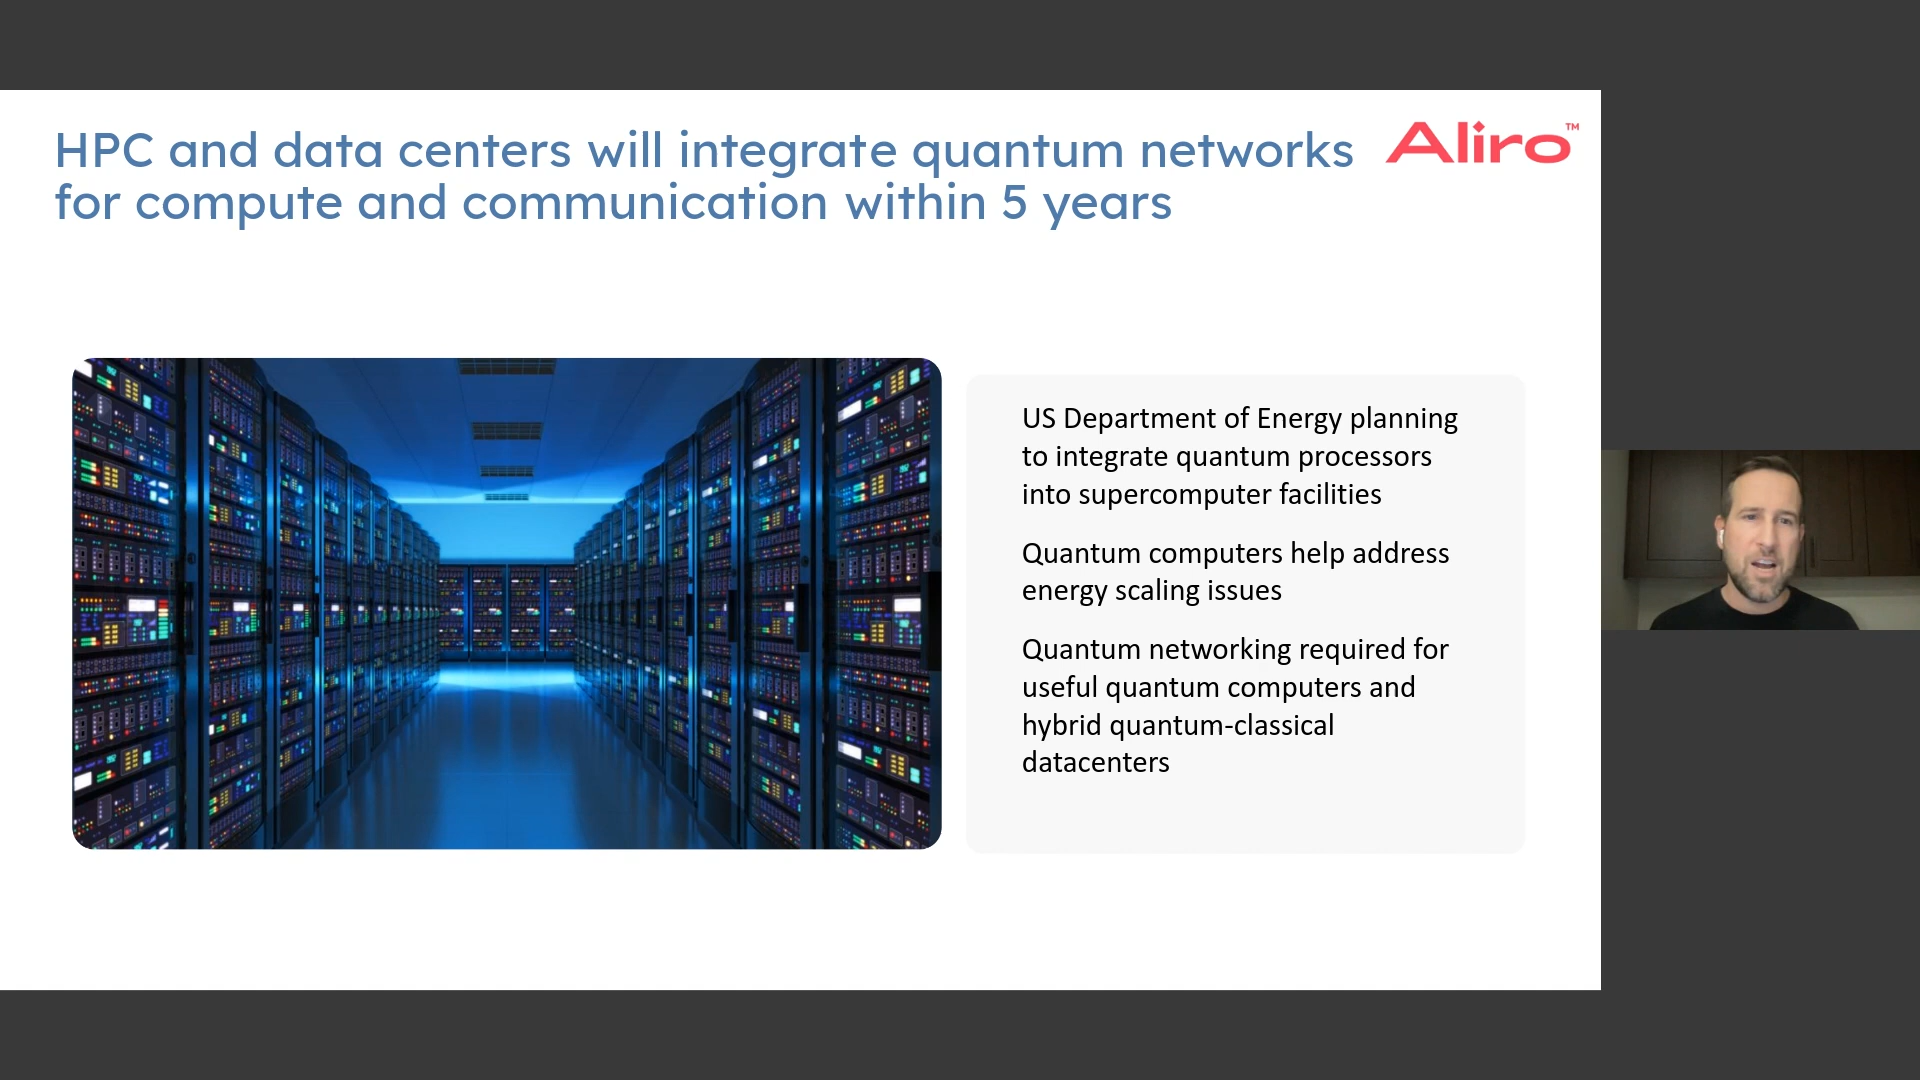 HPC and data centers will integrate quantum networks
for compute and communication within 5 years
Aliro™
US Department of Energy planning
to integrate quantum processors
into supercomputer facilities
Quantum computers help address
energy scaling issues
Quantum networking required for
useful quantum computers and
hybrid quantum-classical
datacenters